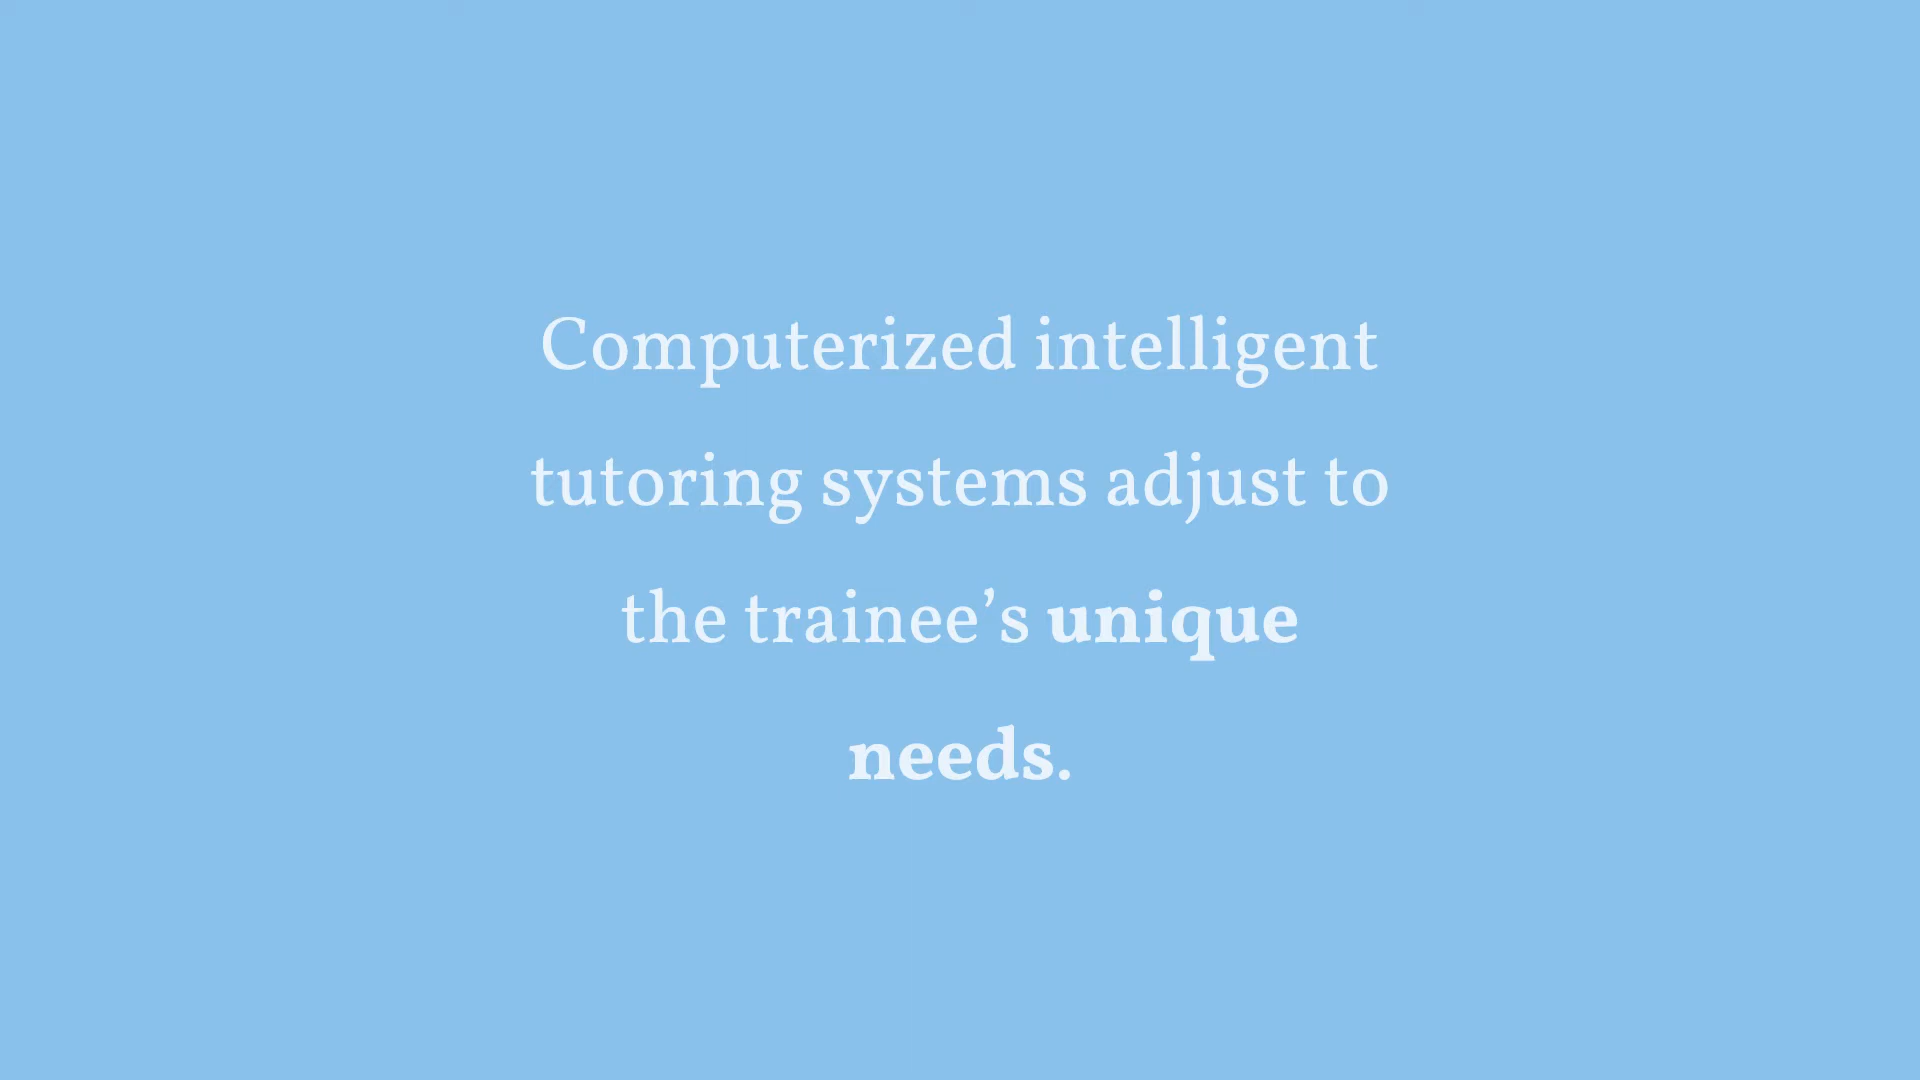 Computerized intelligent
tutoring systems adjust to
the trainee’s unique
needs.